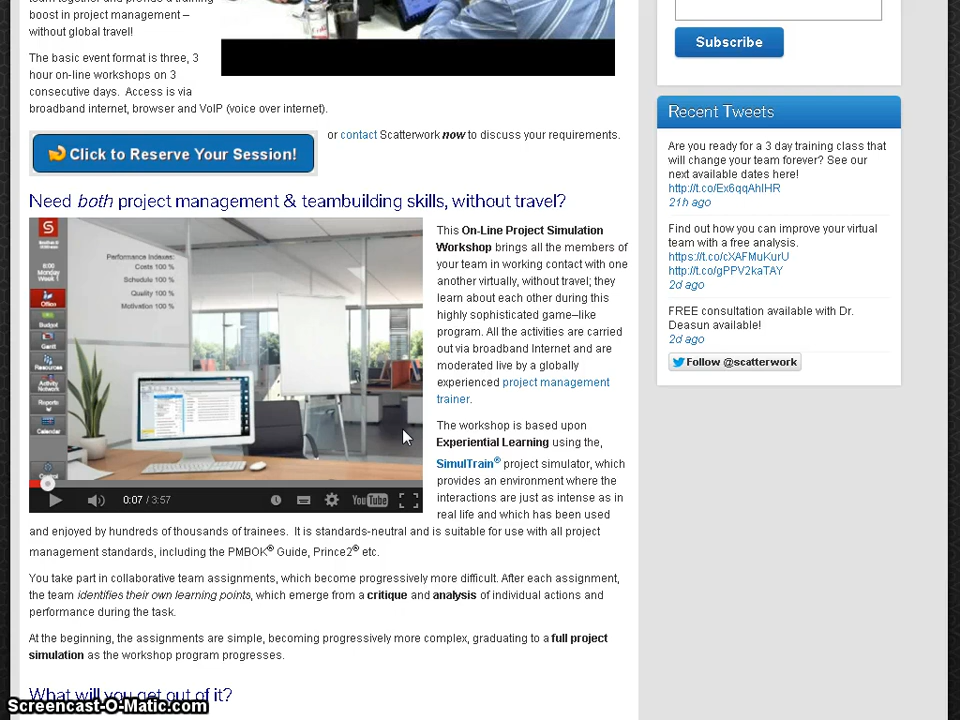 team together and provide a training
boost in project management –
without global travel!
The basic event format is three, 3
hour on-line workshops on 3
consecutive days. Access is via
broadband internet, browser and VoIP (voice over internet).
Click to Reserve Your Session!
or contact Scatterwork now to discuss your requirements.
Need both project management & teambuilding skills, without travel?
Performance Indexes:
Costs 100 %
Schedule 100 %
Quality 100 %
Motivation 100 %
8:00
Monday
Week 1
Office
Budget
Gantt
Resources
Activity
Network
Reports
Calendar
0:07 / 3:57
YouTube
This On-Line Project Simulation
Workshop brings all the members of
your team in working contact with one
another virtually, without travel; they
learn about each other during this
highly sophisticated game–like
program. All the activities are carried
out via broadband Internet and are
moderated live by a globally
experienced project management
trainer.
The workshop is based upon
Experiential Learning using the,
SimulTrain® project simulator, which
provides an environment where the
interactions are just as intense as in
real life and which has been used
and enjoyed by hundreds of thousands of trainees. It is standards-neutral and is suitable for use with all project
management standards, including the PMBOK® Guide, Prince2® etc.
You take part in collaborative team assignments, which become progressively more difficult. After each assignment,
the team identifies their own learning points, which emerge from a critique and analysis of individual actions and
performance during the task.
At the beginning, the assignments are simple, becoming progressively more complex, graduating to a full project
simulation as the workshop program progresses.
What will you get out of it?
Subscribe
Recent Tweets
Are you ready for a 3 day training class that
will change your team forever? See our
next available dates here!
http://t.co/Ex6qqAhIHR
21h ago
Find out how you can improve your virtual
team with a free analysis.
https://t.co/cXAFMuKurU
http://t.co/gPPV2kaTAY
2d ago
FREE consultation available with Dr.
Deasun available!
2d ago
Follow @scatterwork
Screencast-O-Matic.com